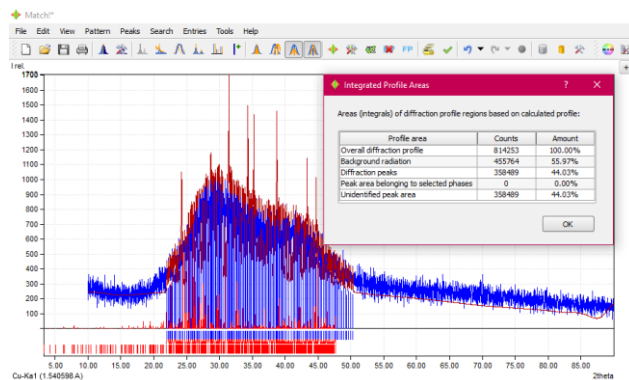 Match!*
File Edit View Pattern Peaks Search Entries Tools Help
I rel.
1700
1600
1500
1400
1300
1200
1100
1000
900
800
700
600
500
400
300
200
100
Integrated Profile Areas ? ×
Areas (integrals) of diffraction profile regions based on calculated profile:
Profile area Counts Amount
Overall diffraction profile 814253 100.00%
Background radiation 455764 55.97%
Diffraction peaks 358489 44.03%
Peak area belonging to selected phases 0 0.00%
Unidentified peak area 358489 44.03%
OK
5.00 10.00 15.00 20.00 25.00 30.00 35.00 40.00 45.00 50.00 55.00 60.00 65.00 70.00 75.00 80.00 85.00
Cu-Ka1 (1.540598 A) 2theta